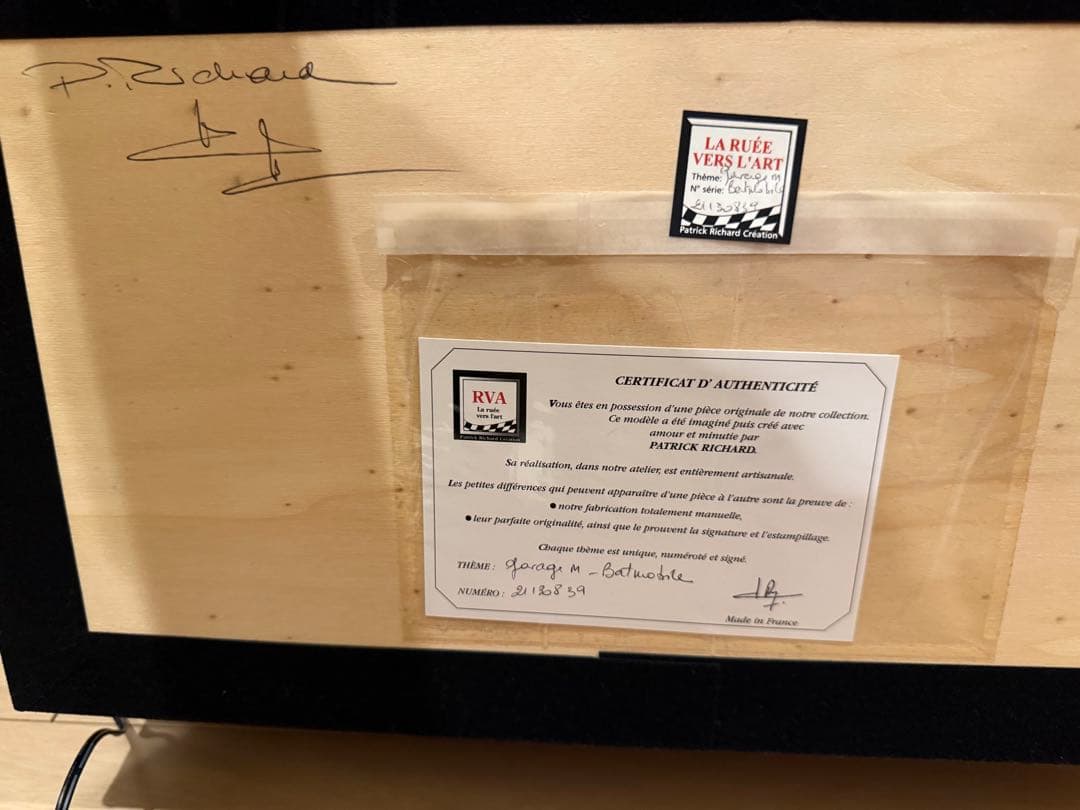 P. Richard
LA RUÉE
VERS L'ART
Thème: Garage M
N° série: Batmobile
21130839
Patrick Richard Création
RVA
La ruée
vers l'art
Patrick Richard Création
CERTIFICAT D' AUTHENTICITÉ
Vous êtes en possession d'une pièce originale de notre collection.
Ce modèle a été imaginé puis créé avec
amour et minutie par
PATRICK RICHARD.
Sa réalisation, dans notre atelier, est entièrement artisanale.
Les petites différences qui peuvent apparaître d'une pièce à l'autre sont la preuve de :
● notre fabrication totalement manuelle,
● leur parfaite originalité, ainsi que le prouvent la signature et l'estampillage.
Chaque thème est unique, numéroté et signé.
THÈME : Garage M - Batmobile
NUMÉRO : 21130839
Made in France